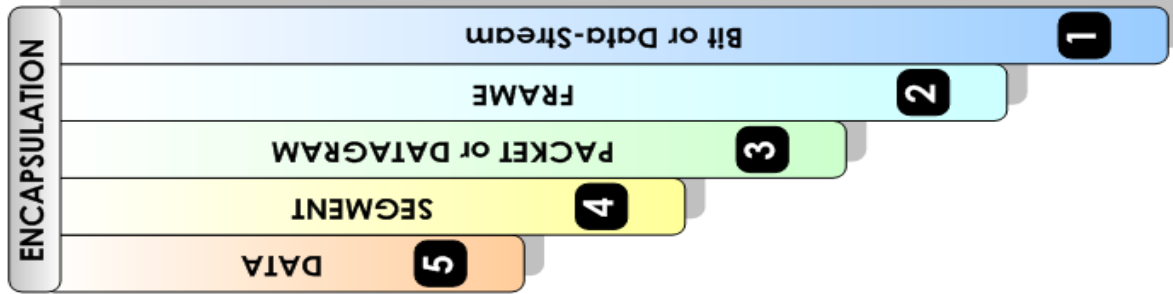 ENCAPSULATION
1 Bit or Data-Stream
2 FRAME
3 PACKET or DATAGRAM
4 SEGMENT
5 DATA